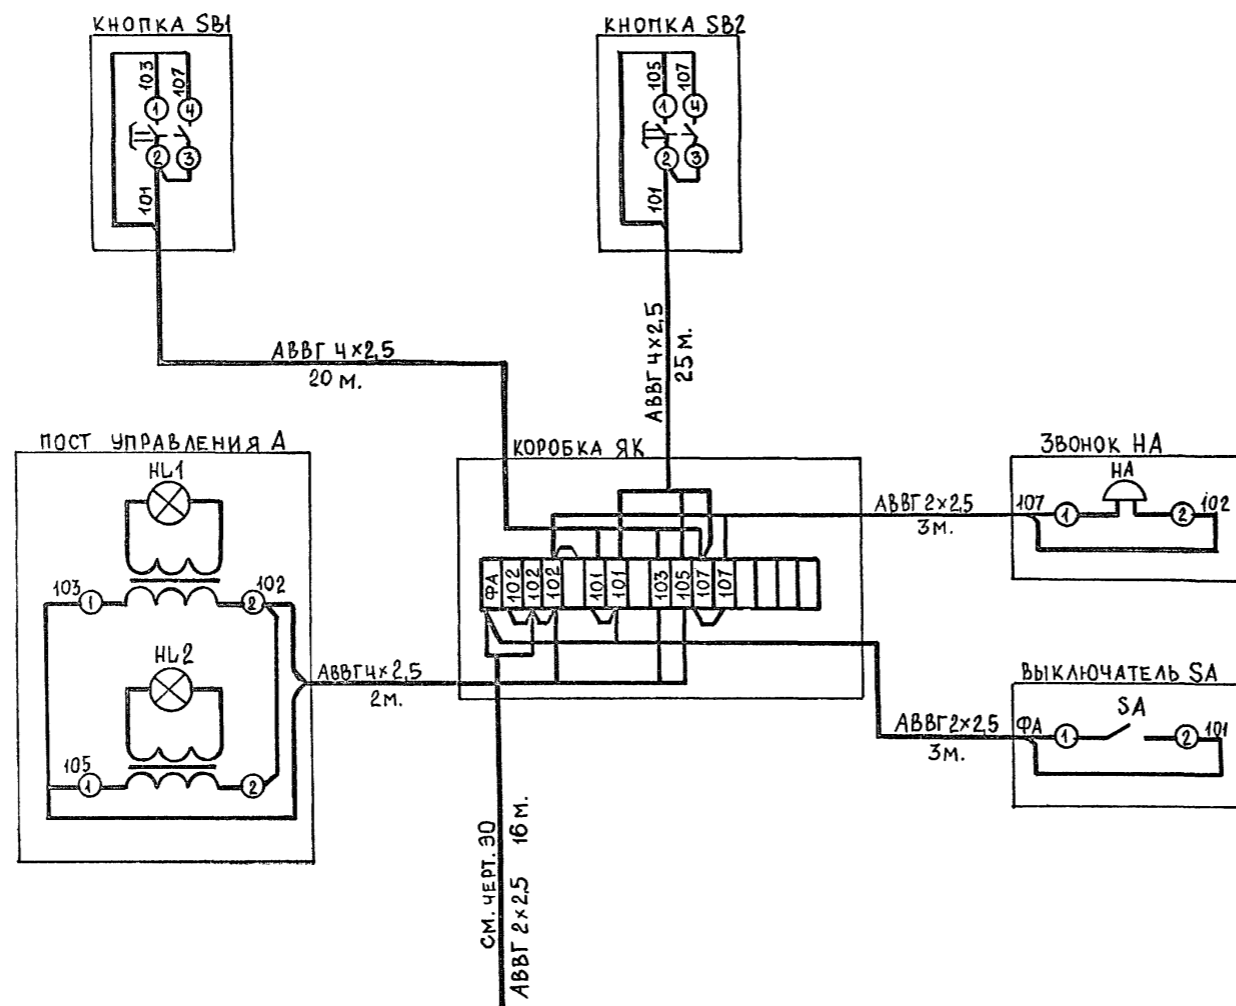 КНОПКА SB1
103
107
1
4
2
3
101
КНОПКА SB2
105
107
1
4
2
3
101
АВВГ 4×2,5
20 М.
АВВГ 4×2,5
25 М.
ПОСТ УПРАВЛЕНИЯ А
HL1
103
1
2
102
HL2
105
1
2
АВВГ 4×2,5
2М.
КОРОБКА ЯК
ФА
102
102
102
101
101
103
105
107
107
АВВГ 2×2,5
3М.
ЗВОНОК НА
НА
107
1
2
102
АВВГ 2×2,5
3М.
ВЫКЛЮЧАТЕЛЬ SA
SA
ФА
1
2
101
СМ. ЧЕРТ. ЭО
АВВГ 2×2,5 16 М.